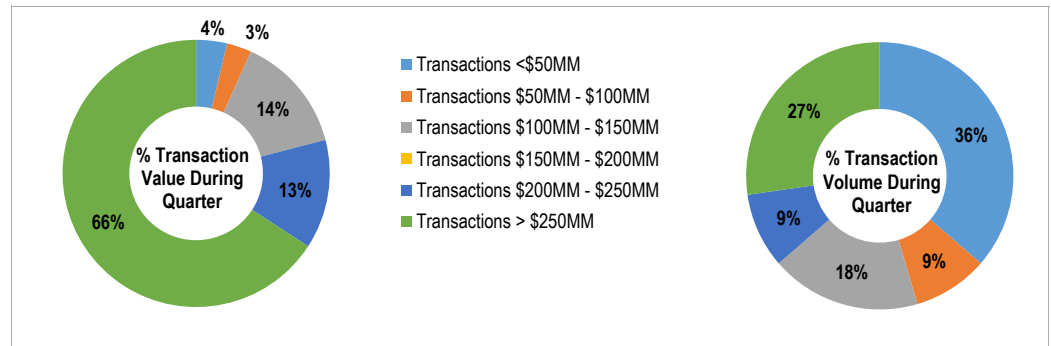 4%
3%
14%
13%
66%
% Transaction
Value During
Quarter
Transactions <$50MM
Transactions $50MM - $100MM
Transactions $100MM - $150MM
Transactions $150MM - $200MM
Transactions $200MM - $250MM
Transactions > $250MM
36%
9%
18%
9%
27%
% Transaction
Volume During
Quarter